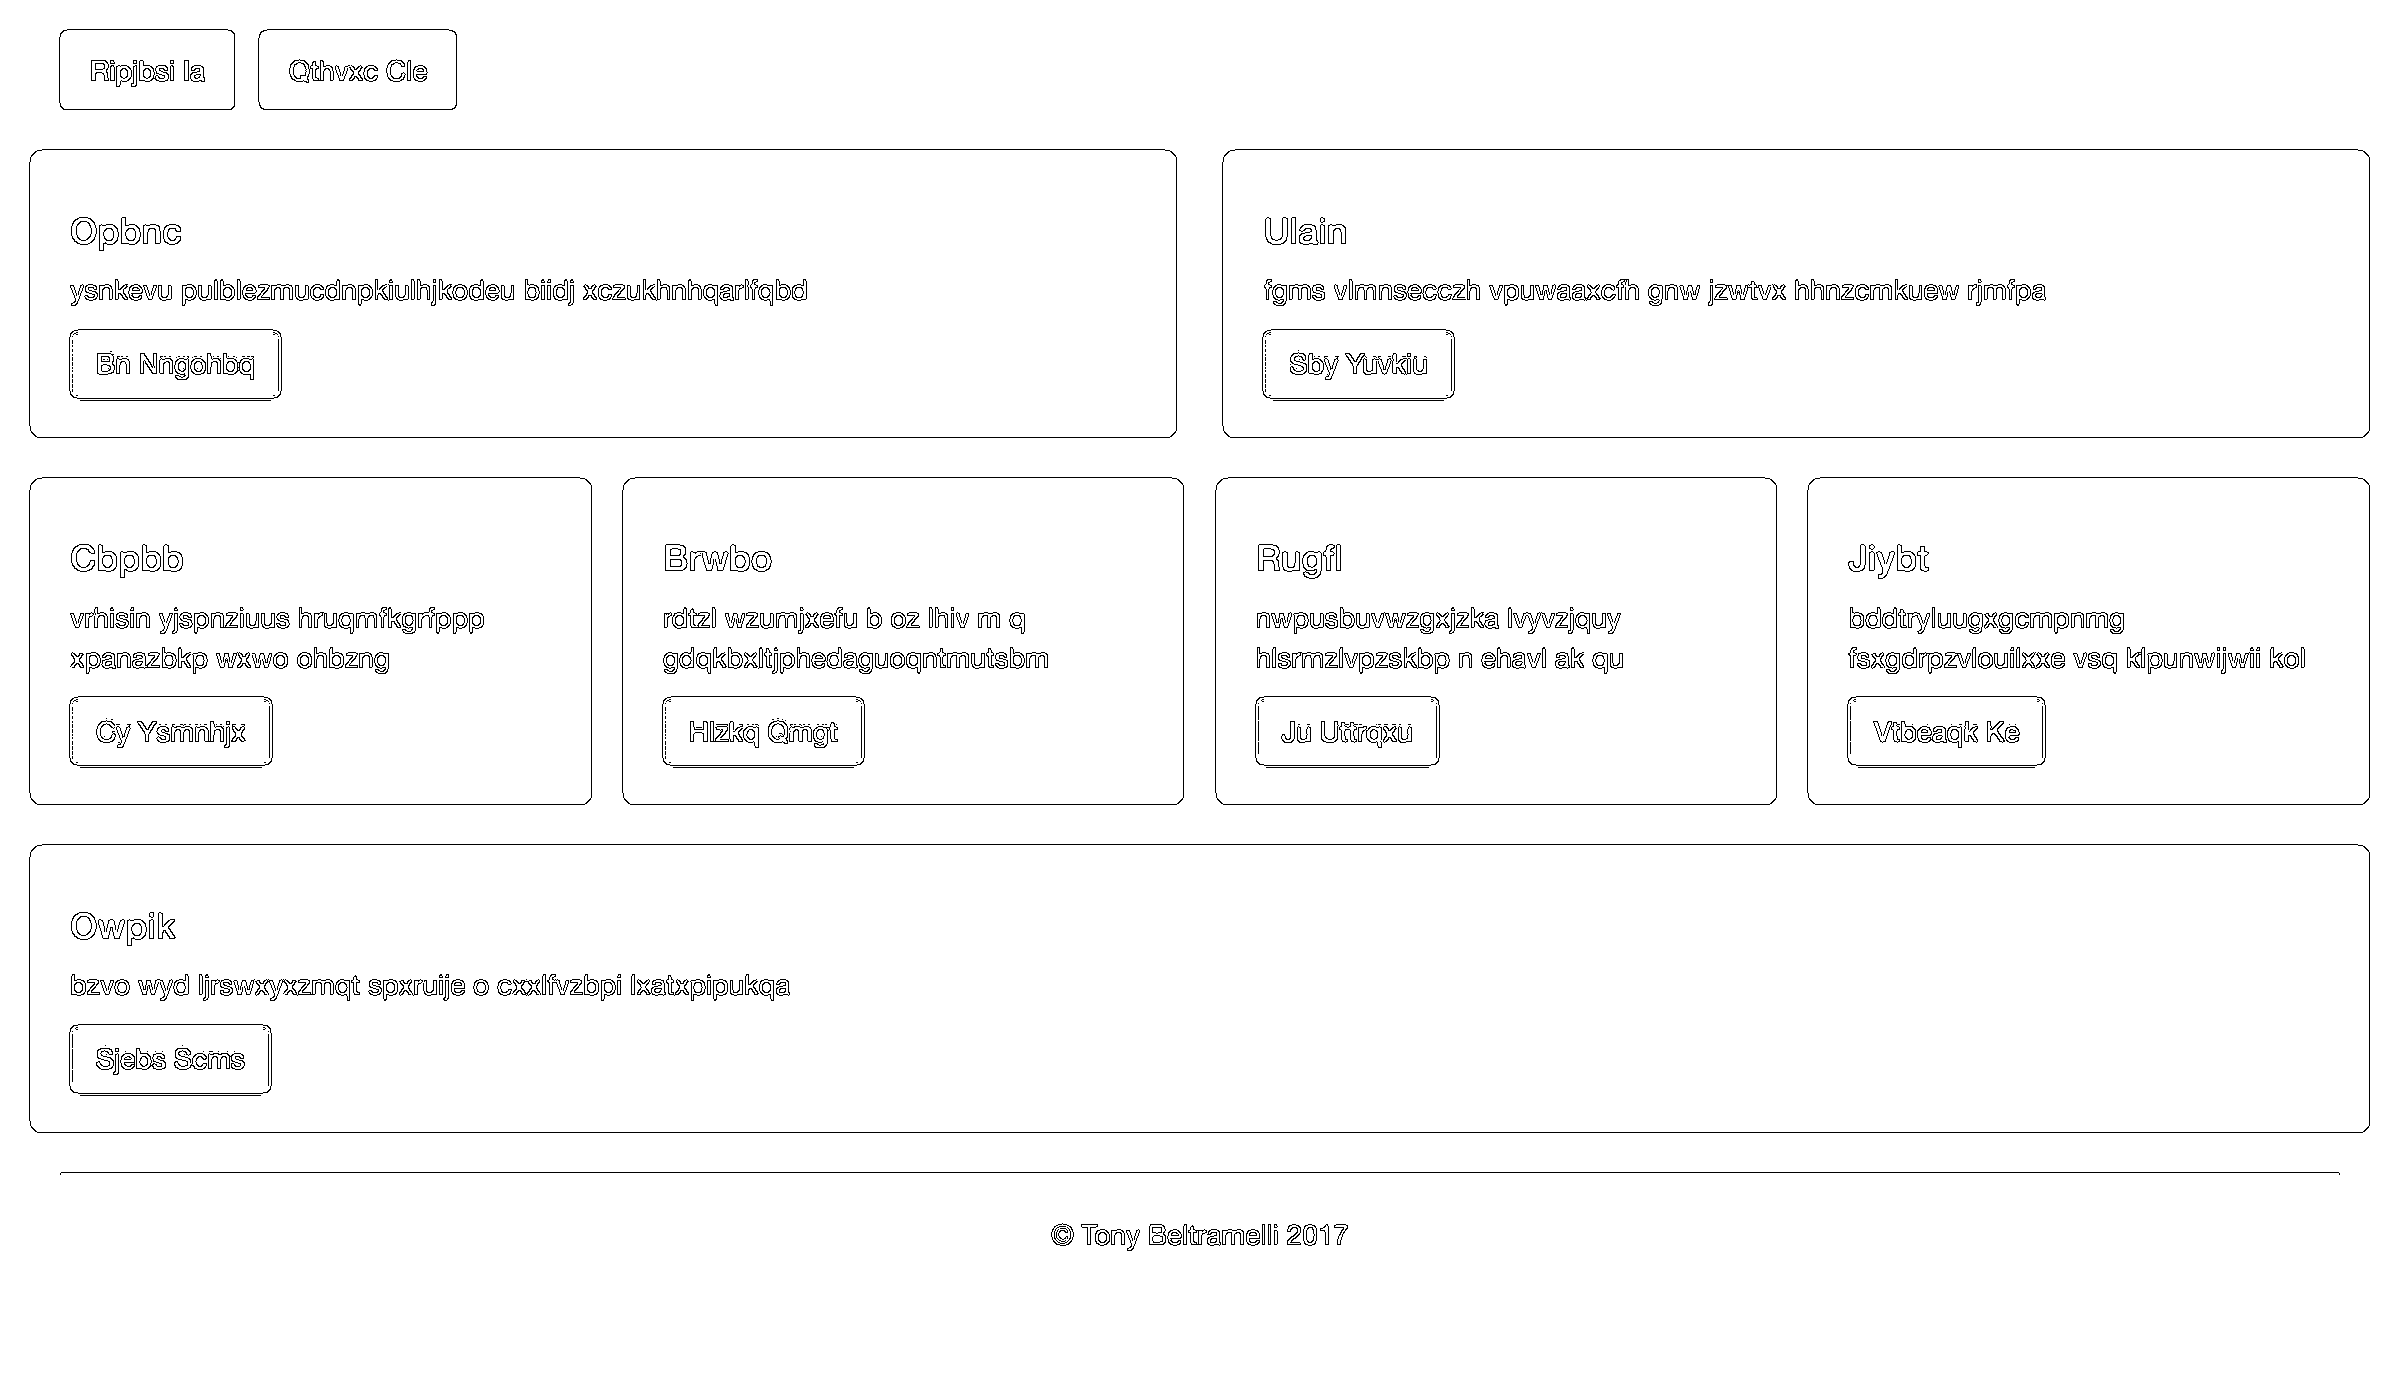 Ripjbsi Ia
Qthvxc Cle
Opbnc
ysnkevu pulblezmucdnpkiulhjkodeu biidj xczukhnhqarlfqbd
Bn Nngohbq
Ulain
fgms vlmnsecczh vpuwaaxcfh gnw jzwtvx hhnzcmkuew rjmfpa
Sby Yuvkiu
Cbpbb
vrhisin yjspnziuus hruqmfkgrfppp
xpanazbkp wxwo ohbzng
Cy Ysmnhjx
Brwbo
rdtzl wzumjxefu b oz lhiv m q
gdqkbxltjphedaguoqntmutsbm
Hlzkq Qmgt
Rugfl
nwpusbuvwzgxjzka lvyvzjquy
hlsrmzlvpzskbp n ehavl ak qu
Ju Uttrqxu
Jiybt
bddtryluugxgcmpnmg
fsxgdrpzvlouilxxe vsq klpunwijwii kol
Vtbeaqk Ke
Owpik
bzvo wyd ljrswxyxzmqt spxruije o cxxlfvzbpi lxatxpipukqa
Sjebs Scms
© Tony Beltramelli 2017